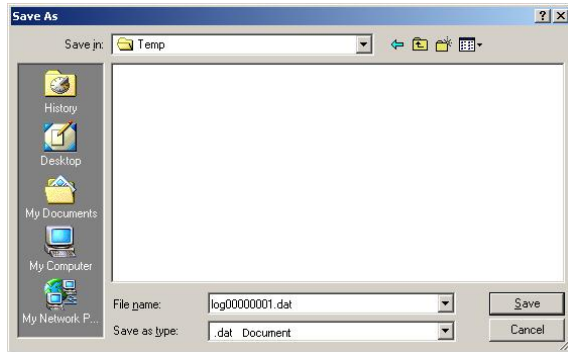 Save As
Save in: Temp
History
Desktop
My Documents
My Computer
My Network P...
File name: log00000001.dat Save
Save as type: .dat Document Cancel